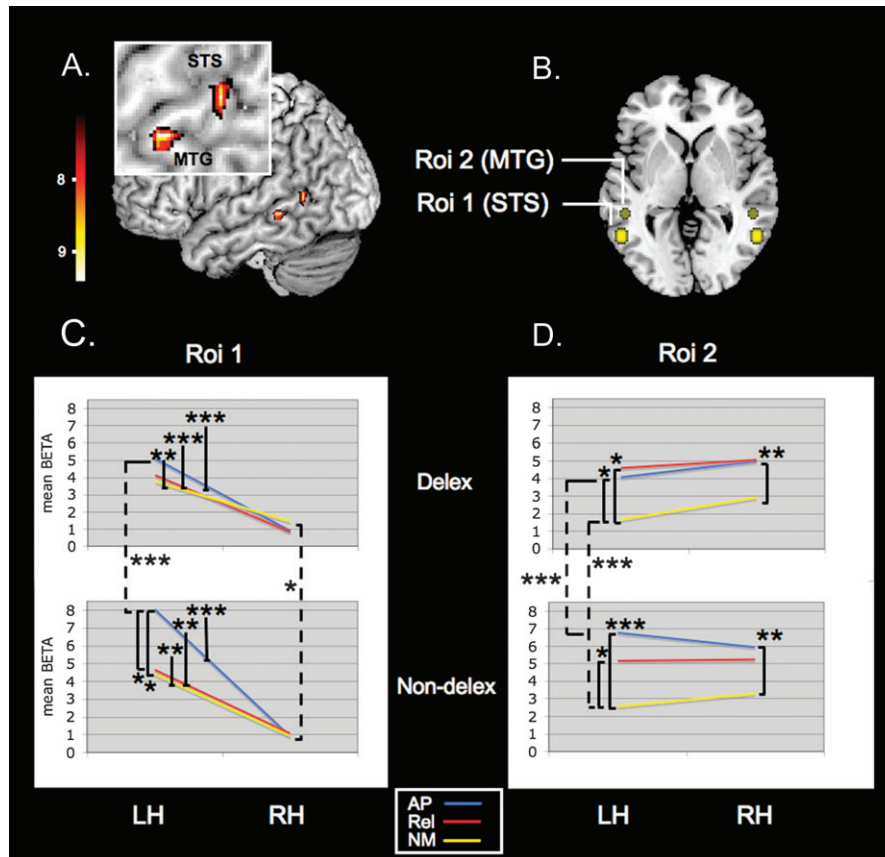 A.
STS
MTG
8
9
B.
Roi 2 (MTG)
Roi 1 (STS)
C.
Roi 1
8
7
6
5
4
3
2
1
0
mean BETA
**
***
***
***
*
Delex
D.
Roi 2
8
7
6
5
4
3
2
1
0
*
*
**
***
***
8
7
6
5
4
3
2
1
0
mean BETA
*
*
**
**
***
LH
RH
Non-delex
8
7
6
5
4
3
2
1
0
*
***
**
LH
RH
AP
Rel
NM